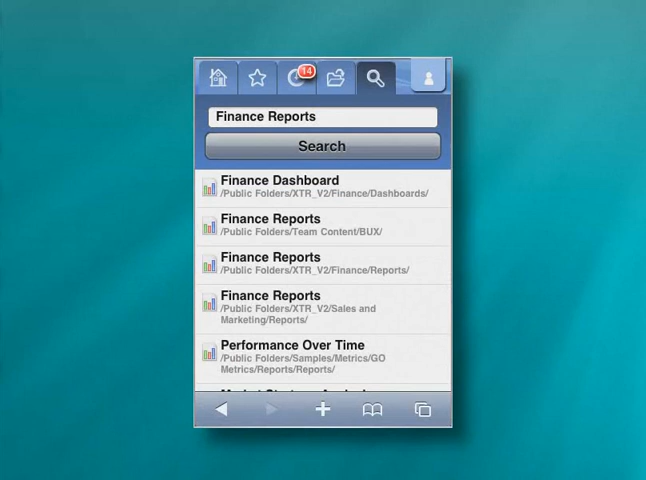 14
Finance Reports
Search
Finance Dashboard
/Public Folders/XTR_V2/Finance/Dashboards/
Finance Reports
/Public Folders/Team Content/BUX/
Finance Reports
/Public Folders/XTR_V2/Finance/Reports/
Finance Reports
/Public Folders/XTR_V2/Sales and
Marketing/Reports/
Performance Over Time
/Public Folders/Samples/Metrics/GO
Metrics/Reports/Reports/